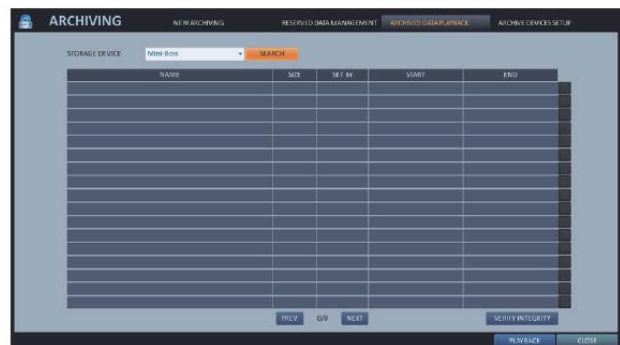 ARCHIVING NEW ARCHIVING RESERVED DATA MANAGEMENT ARCHIVED DATA PLAYBACK ARCHIVE DEVICES SETUP
STORAGE DEVICE Mimi-Boss SEARCH
NAME SIZE SET BY START END
PREV 0/0 NEXT VERIFY INTEGRITY
PLAYBACK CLOSE